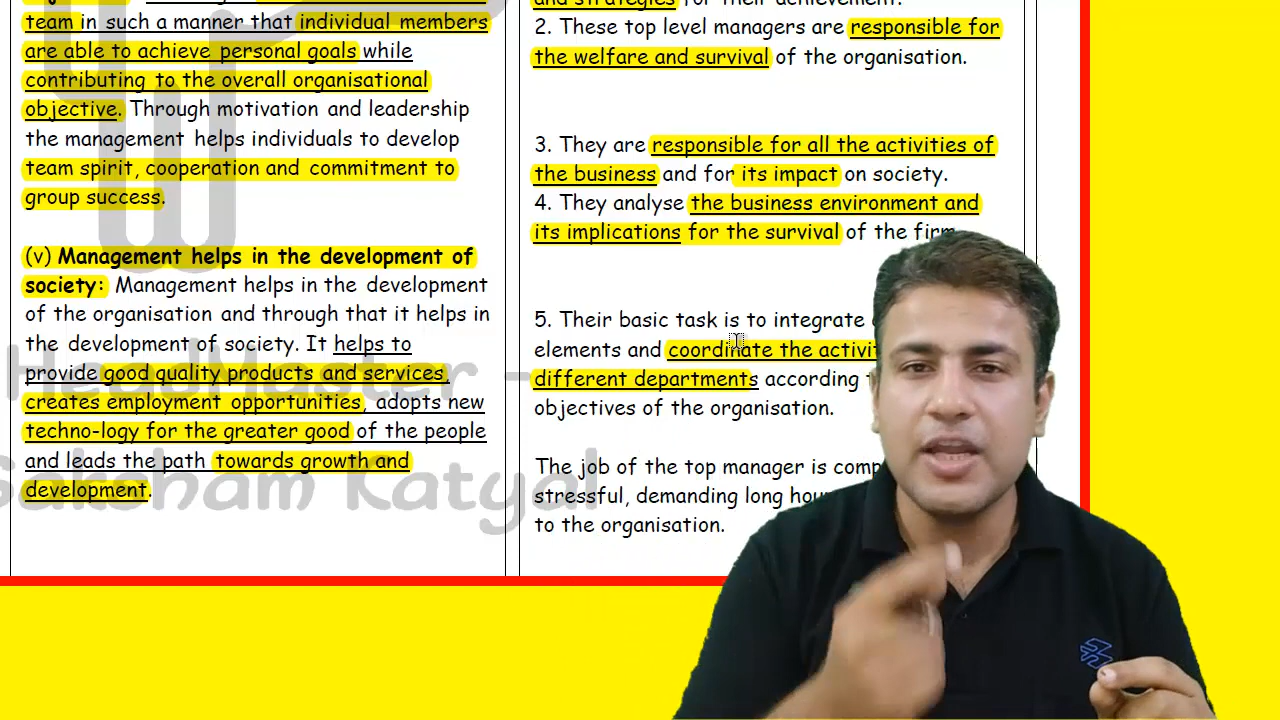 team in such a manner that individual members
are able to achieve personal goals while
contributing to the overall organisational
objective. Through motivation and leadership
the management helps individuals to develop
team spirit, cooperation and commitment to
group success.
(v) Management helps in the development of
society: Management helps in the development
of the organisation and through that it helps in
the development of society. It helps to
provide good quality products and services,
creates employment opportunities, adopts new
techno-logy for the greater good of the people
and leads the path towards growth and
development.
and strategies for their achievement.
2. These top level managers are responsible for
the welfare and survival of the organisation.
3. They are responsible for all the activities of
the business and for its impact on society.
4. They analyse the business environment and
its implications for the survival of the firm
5. Their basic task is to integrate
elements and coordinate the
different departments according
objectives of the organisation.
The job of the top manager is
stressful, demanding long
to the organisation.
HeadMaster -
Saksham Katyal